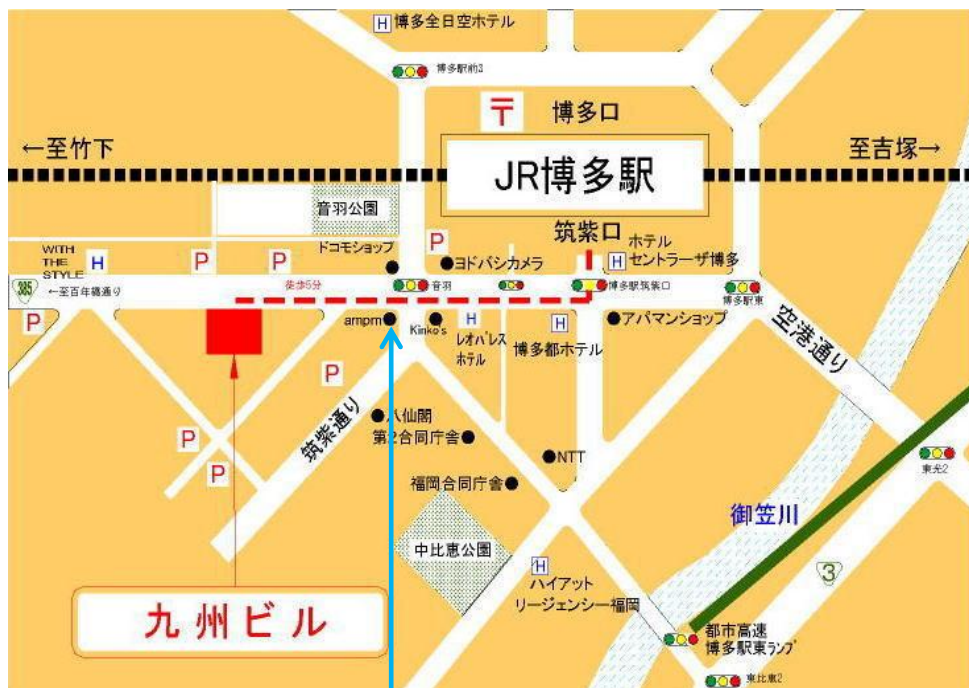 H 博多全日空ホテル
博多駅前3
〒
博多口
←至竹下
JR博多駅
至吉塚→
音羽公園
筑紫口
ドコモショップ
P
ヨドバシカメラ
ホテル
H セントラーザ博多
WITH
THE
STYLE
H
P
P
385
←至百年橋通り
徒歩5分
音羽
博多駅筑紫口
博多駅東
P
ampm
Kinko's
H
レオパレス
ホテル
H
博多都ホテル
アパマンショップ
空港通り
P
筑紫通り
八仙閣
第2合同庁舎
P
P
NTT
福岡合同庁舎
東光2
御笠川
中比恵公園
H
ハイアット
リージェンシー福岡
3
九州ビル
都市高速
博多駅東ランプ
東比恵2